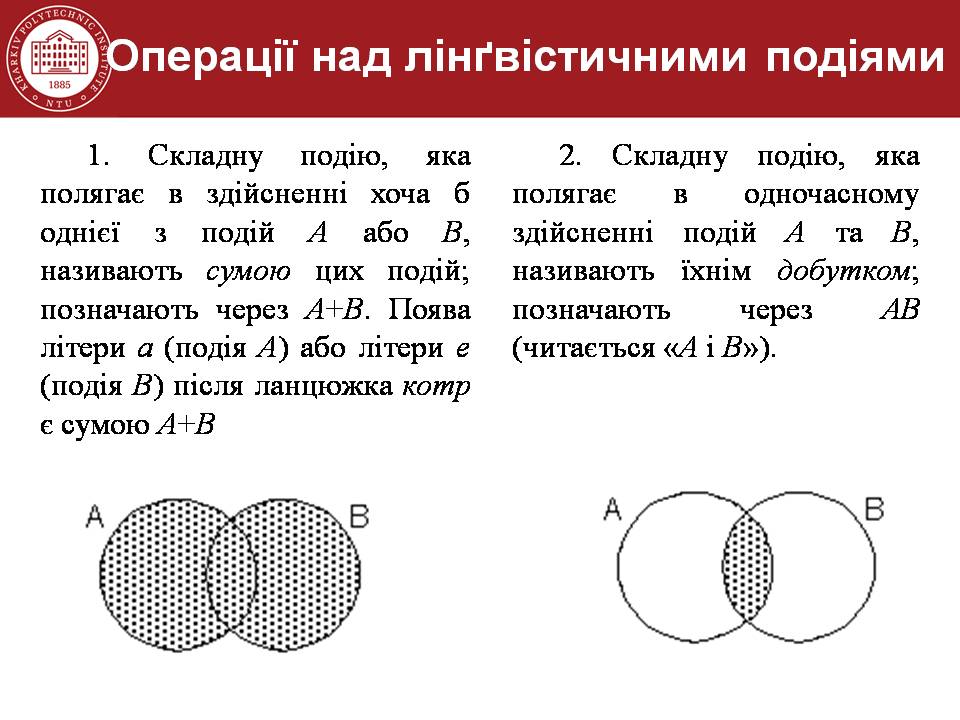 Операції над лінґвістичними подіями
KHARKIV POLYTECHNIC INSTITUTE
1885
NTU
1. Складну подію, яка
полягає в здійсненні хоча б
однієї з подій A або B,
називають сумою цих подій;
позначають через A+B. Поява
літери а (подія A) або літери е
(подія B) після ланцюжка котр
є сумою A+B
2. Складну подію, яка
полягає в одночасному
здійсненні подій A та B,
називають їхнім добутком;
позначають через AB
(читається «A і B»).
A B
A B